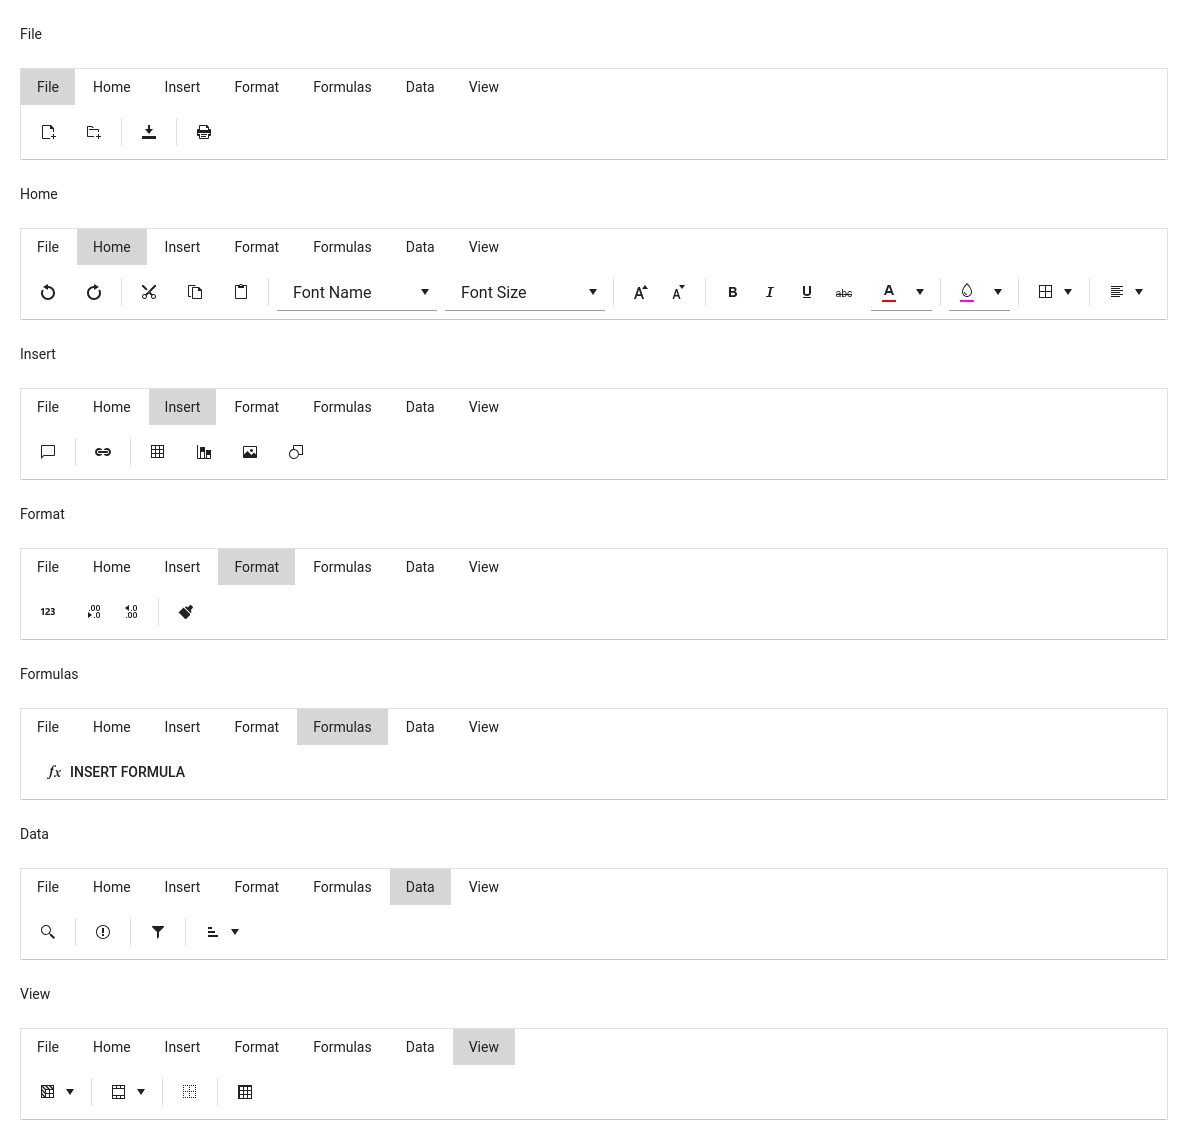 File
File Home Insert Format Formulas Data View
Home
File Home Insert Format Formulas Data View
Font Name Font Size A A B I U abc A
Insert
File Home Insert Format Formulas Data View
Format
File Home Insert Format Formulas Data View
123 .00 .0 .0 .00
Formulas
File Home Insert Format Formulas Data View
fx INSERT FORMULA
Data
File Home Insert Format Formulas Data View
View
File Home Insert Format Formulas Data View